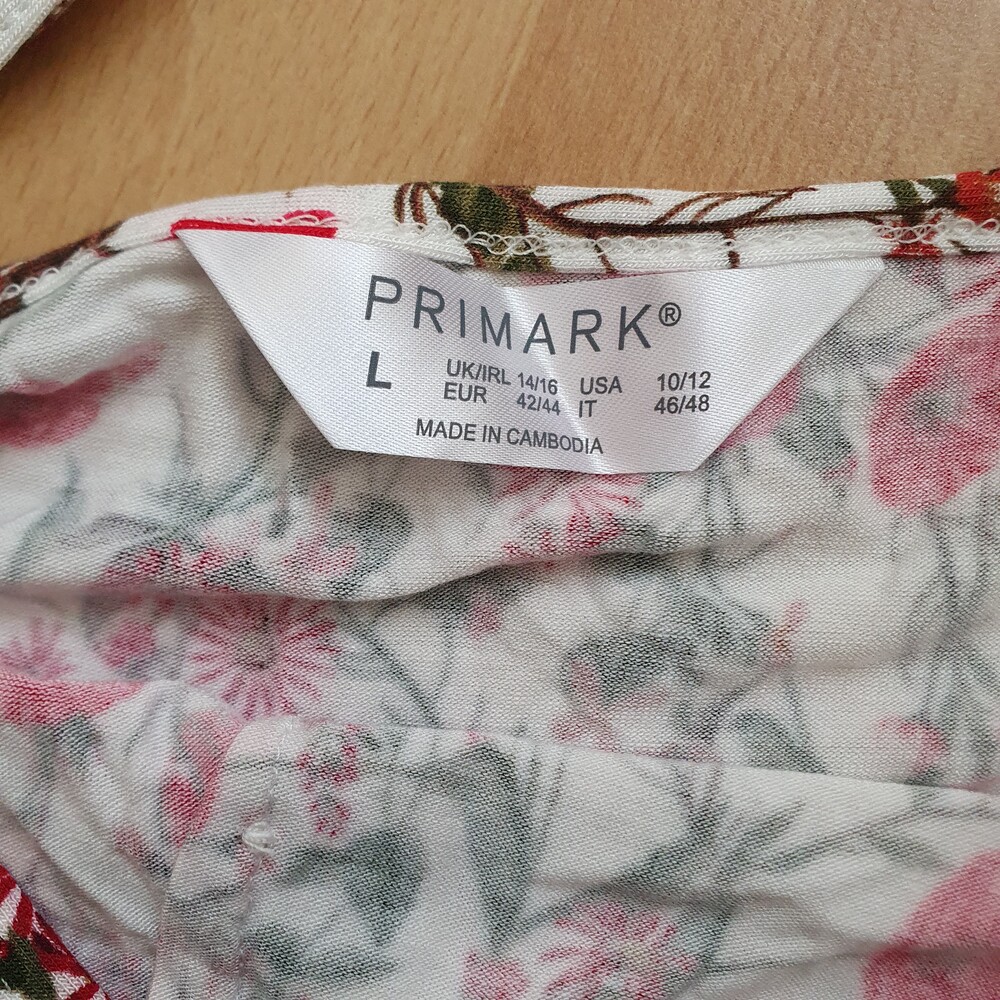 PRIMARK®
L UK/IRL 14/16 USA 10/12
EUR 42/44 IT 46/48
MADE IN CAMBODIA